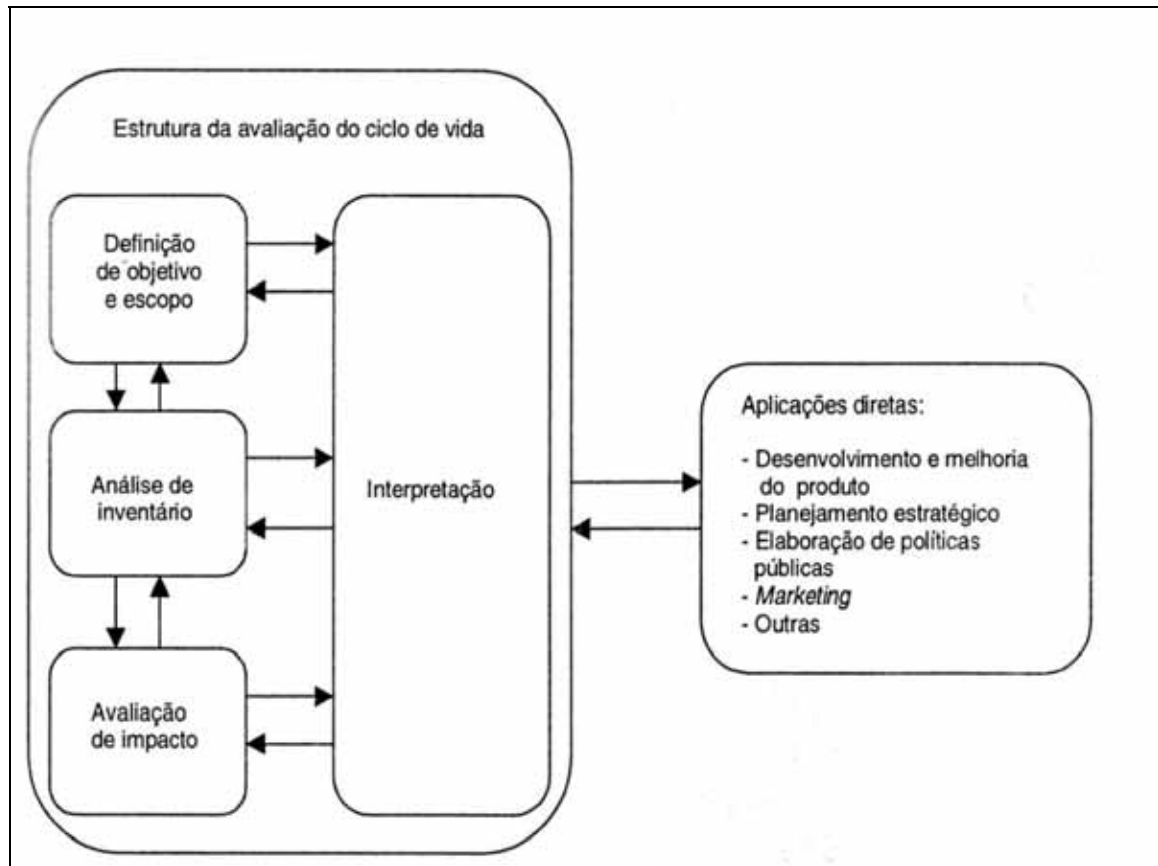 Estrutura da avaliação do ciclo de vida
Definição
de objetivo
e escopo
Análise de
inventário
Avaliação
de impacto
Interpretação
Aplicações diretas:
- Desenvolvimento e melhoria
do produto
- Planejamento estratégico
- Elaboração de políticas
públicas
- Marketing
- Outras